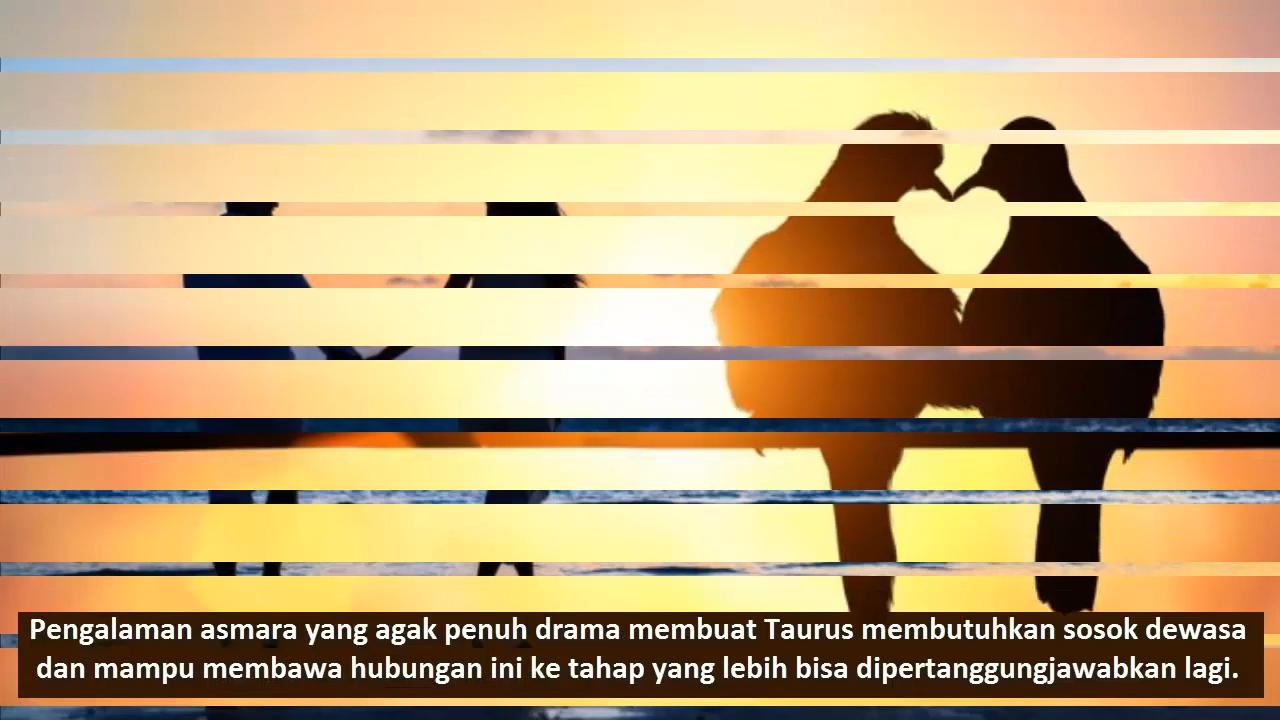 Pengalaman asmara yang agak penuh drama membuat Taurus membutuhkan sosok dewasa
dan mampu membawa hubungan ini ke tahap yang lebih bisa dipertanggungjawabkan lagi.